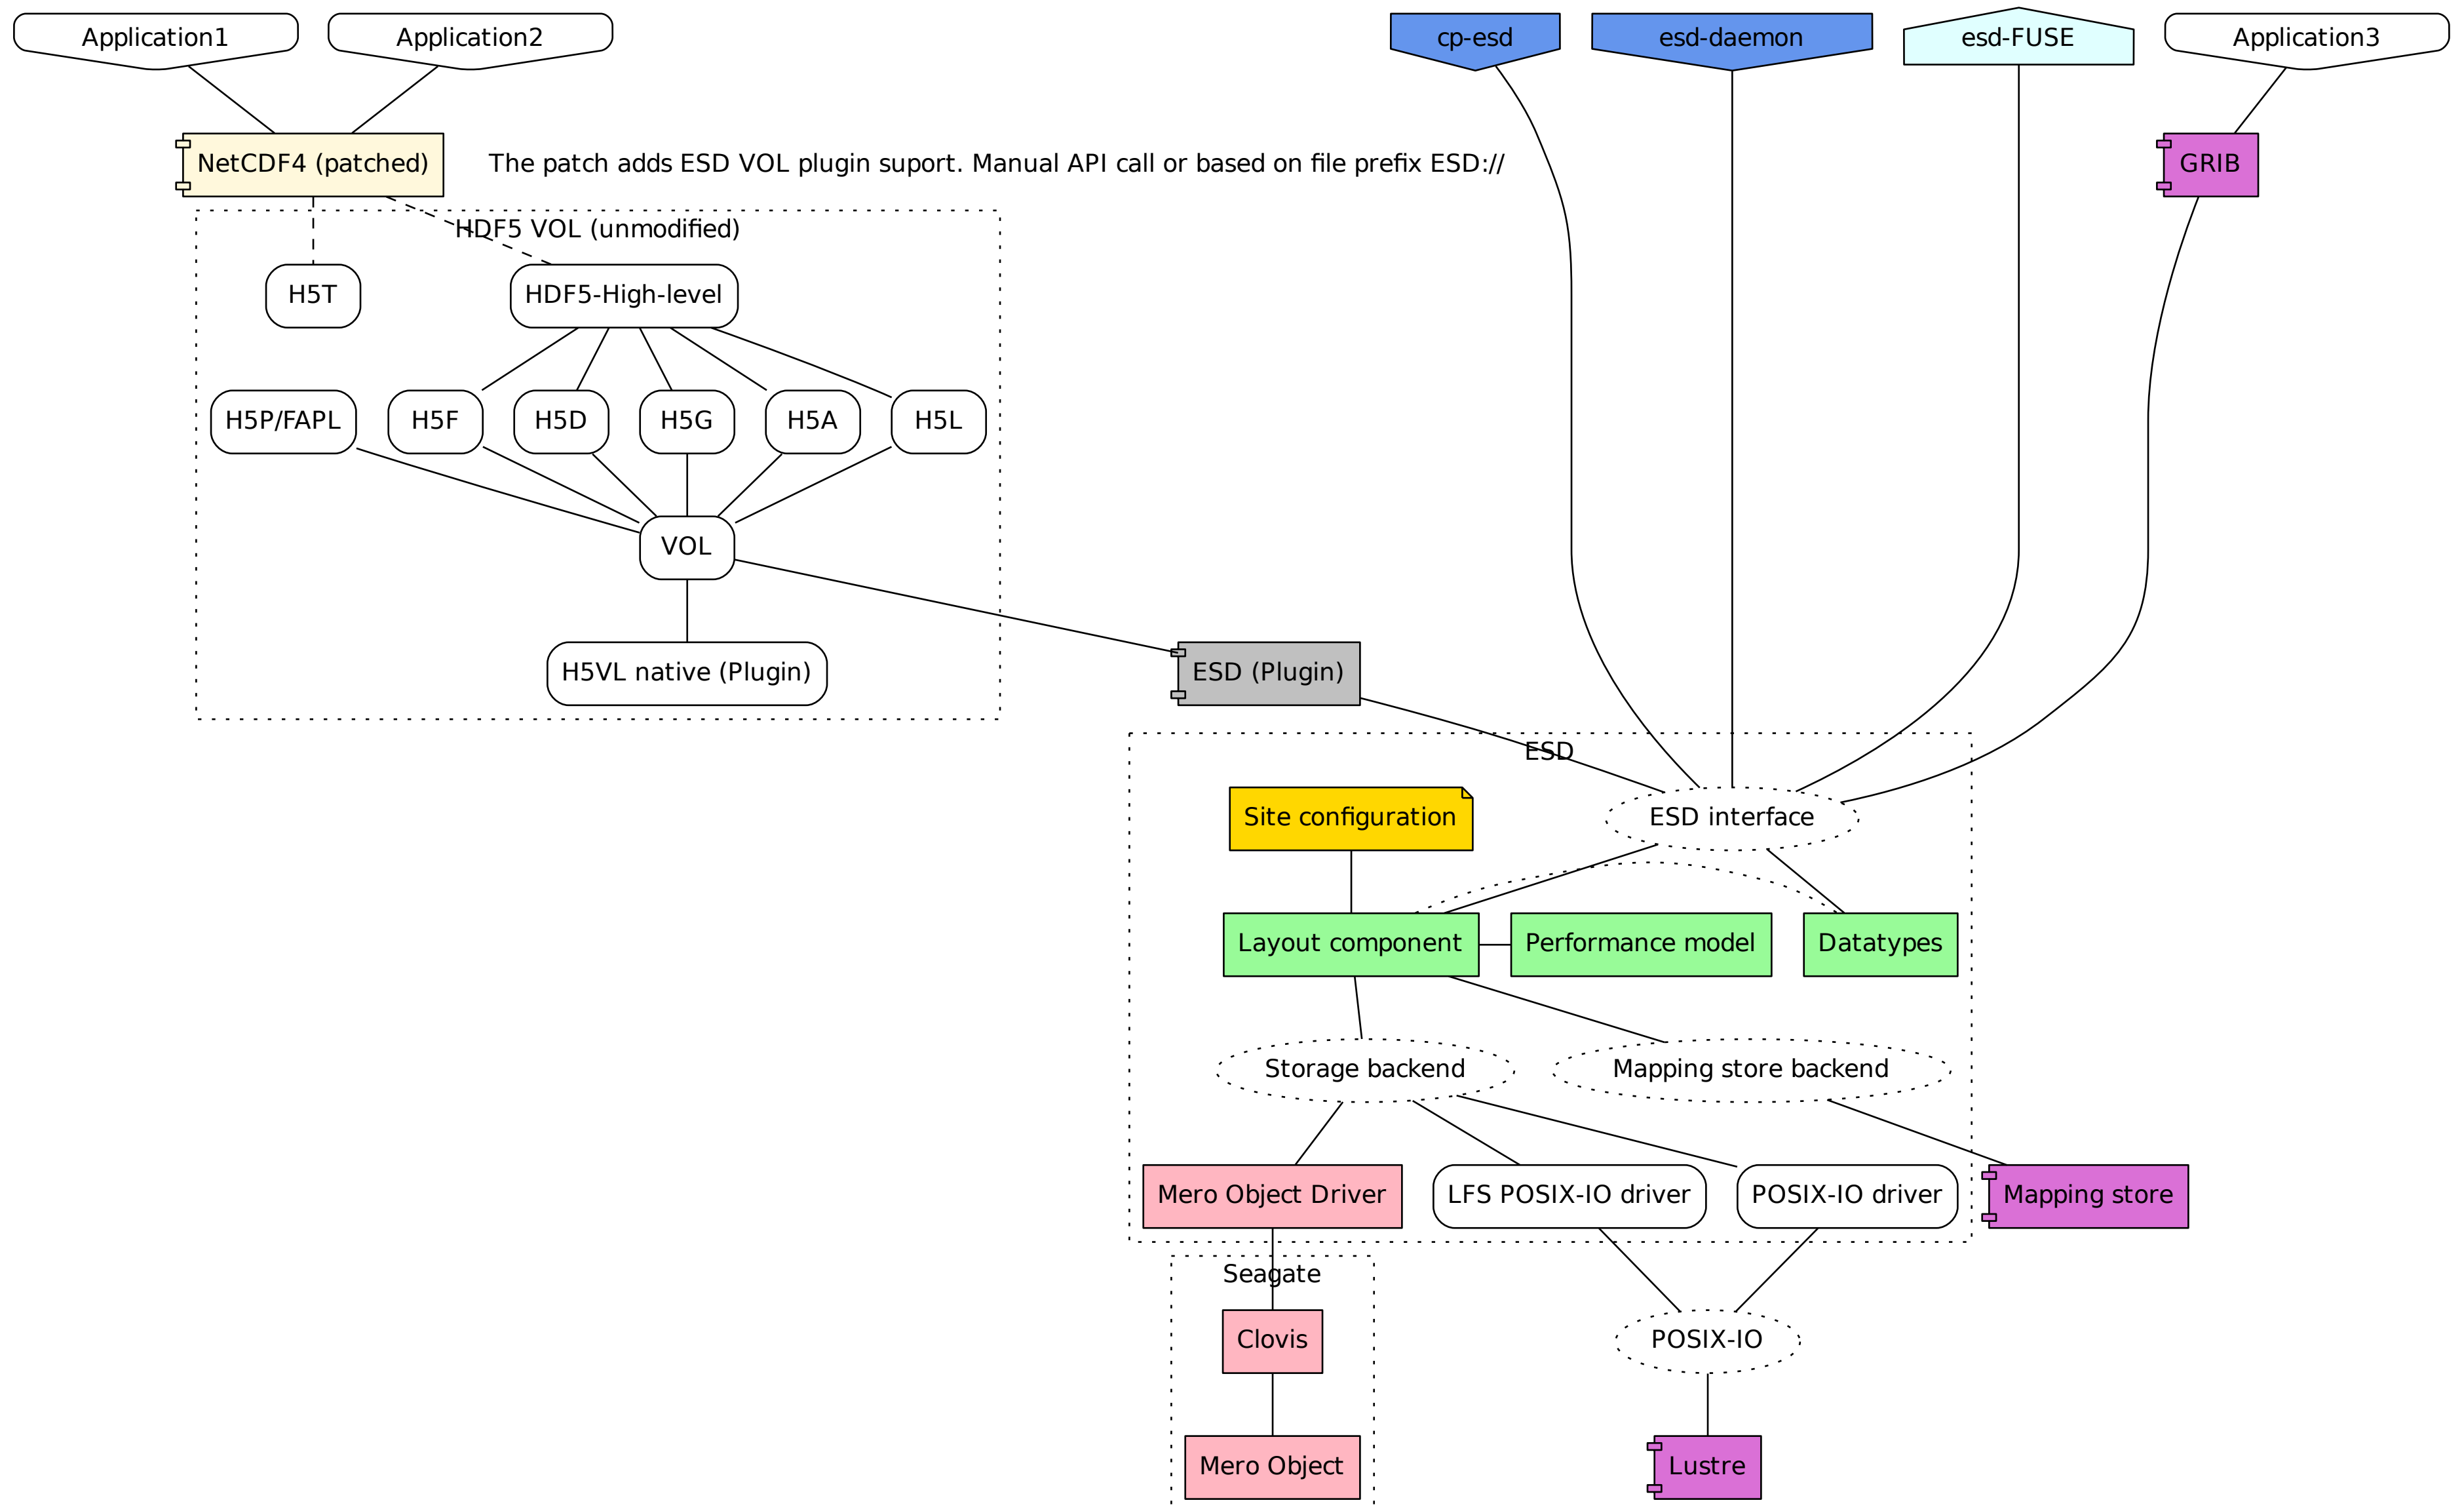 Application1
Application2
cp-esd
esd-daemon
esd-FUSE
Application3
NetCDF4 (patched)
The patch adds ESD VOL plugin suport. Manual API call or based on file prefix ESD://
GRIB
HDF5 VOL (unmodified)
H5T
HDF5-High-level
H5P/FAPL
H5F
H5D
H5G
H5A
H5L
VOL
H5VL native (Plugin)
ESD (Plugin)
ESD
Site configuration
ESD interface
Layout component
Performance model
Datatypes
Storage backend
Mapping store backend
Mero Object Driver
LFS POSIX-IO driver
POSIX-IO driver
Mapping store
Seagate
Clovis
POSIX-IO
Mero Object
Lustre